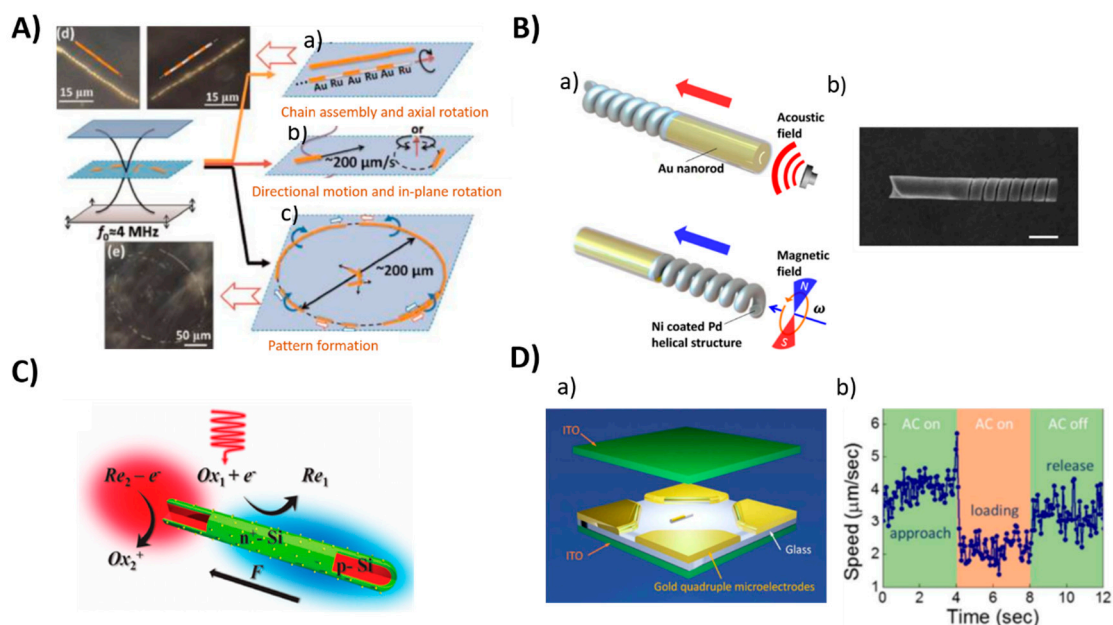 A)
(d)
15 μm
15 μm
a)
Au Ru Au Ru Au Ru
Chain assembly and axial rotation
b)
or
~200 μm/s
Directional motion and in-plane rotation
f₀≈4 MHz
c)
~200 μm
(e)
50 μm
Pattern formation
B)
a)
Acoustic
field
Au nanorod
Magnetic
field
N
ω
S
Ni coated Pd
helical structure
b)
C)
Re₂ – e⁻
Ox₁ + e⁻
Re₁
Ox₂⁺
n⁺- Si
p- Si
F
D)
a)
ITO
ITO
Glass
Gold quadruple microelectrodes
b)
Speed (μm/sec)
6
5
4
3
2
1
AC on
AC on
AC off
approach
loading
release
0 2 4 6 8 10 12
Time (sec)